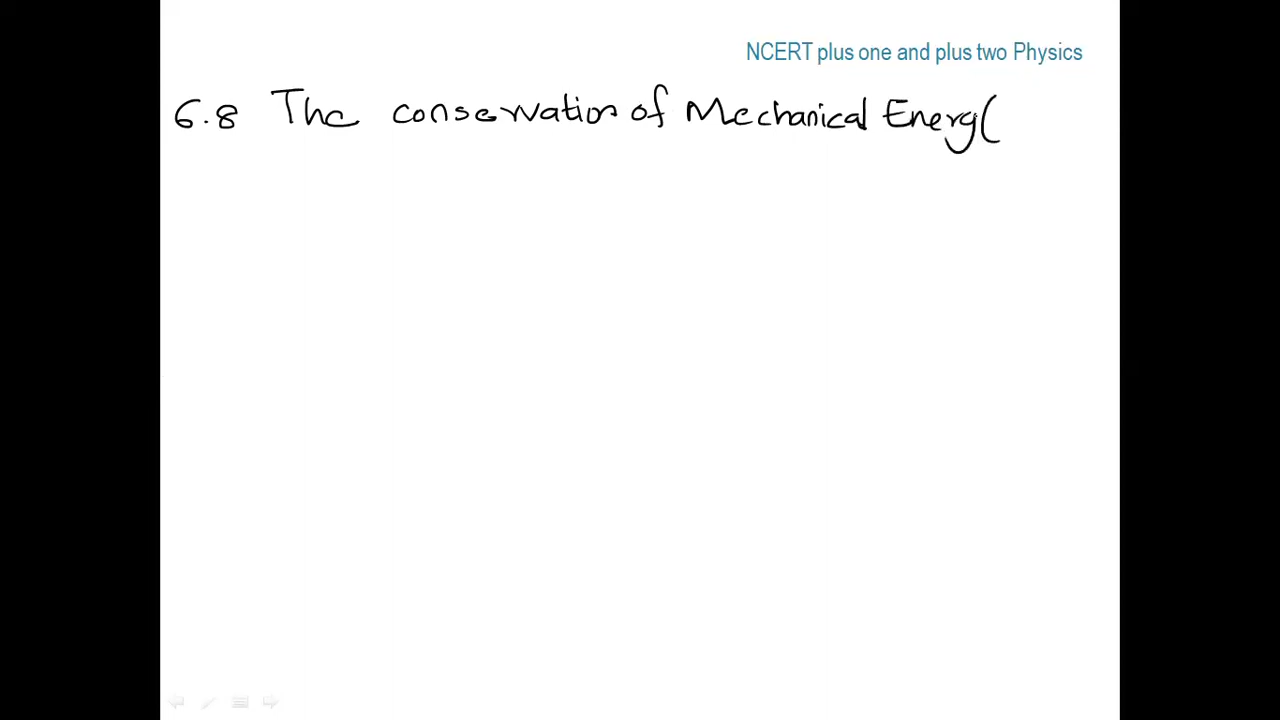 NCERT plus one and plus two Physics
6.8 The conservation of Mechanical Energy(